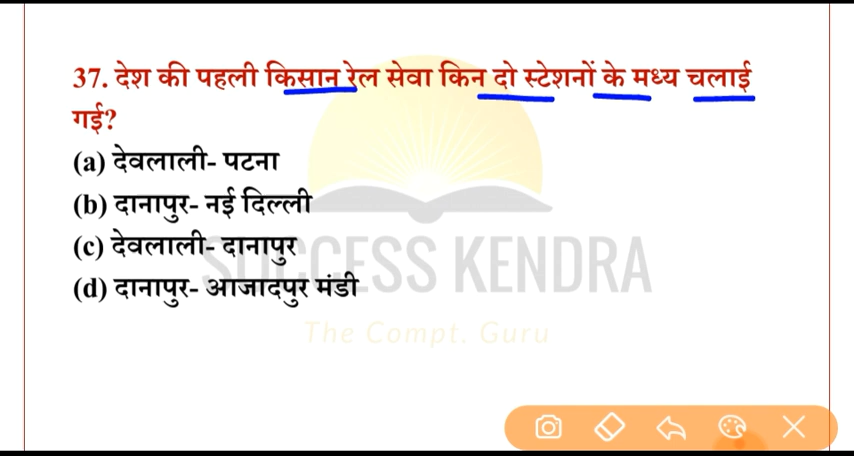 37. देश की पहली किसान रेल सेवा किन दो स्टेशनों के मध्य चलाई
गई?
(a) देवलाली- पटना
(b) दानापुर- नई दिल्ली
(c) देवलाली- दानापुर
(d) दानापुर- आजादपुर मंडी
SUCCESS KENDRA
The Compt. Guru